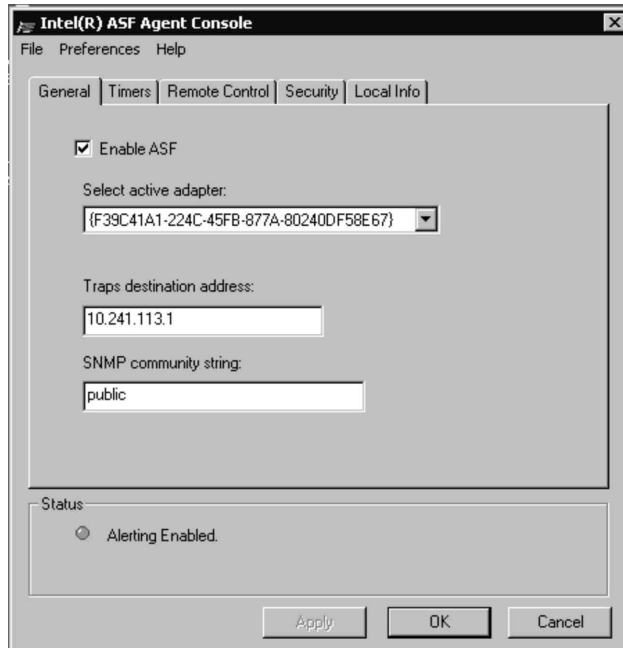 Intel(R) ASF Agent Console
File Preferences Help
General Timers Remote Control Security Local Info
Enable ASF
Select active adapter:
{F39C41A1-224C-45FB-877A-80240DF58E67}
Traps destination address:
10.241.113.1
SNMP community string:
public
Status
Alerting Enabled.
Apply OK Cancel